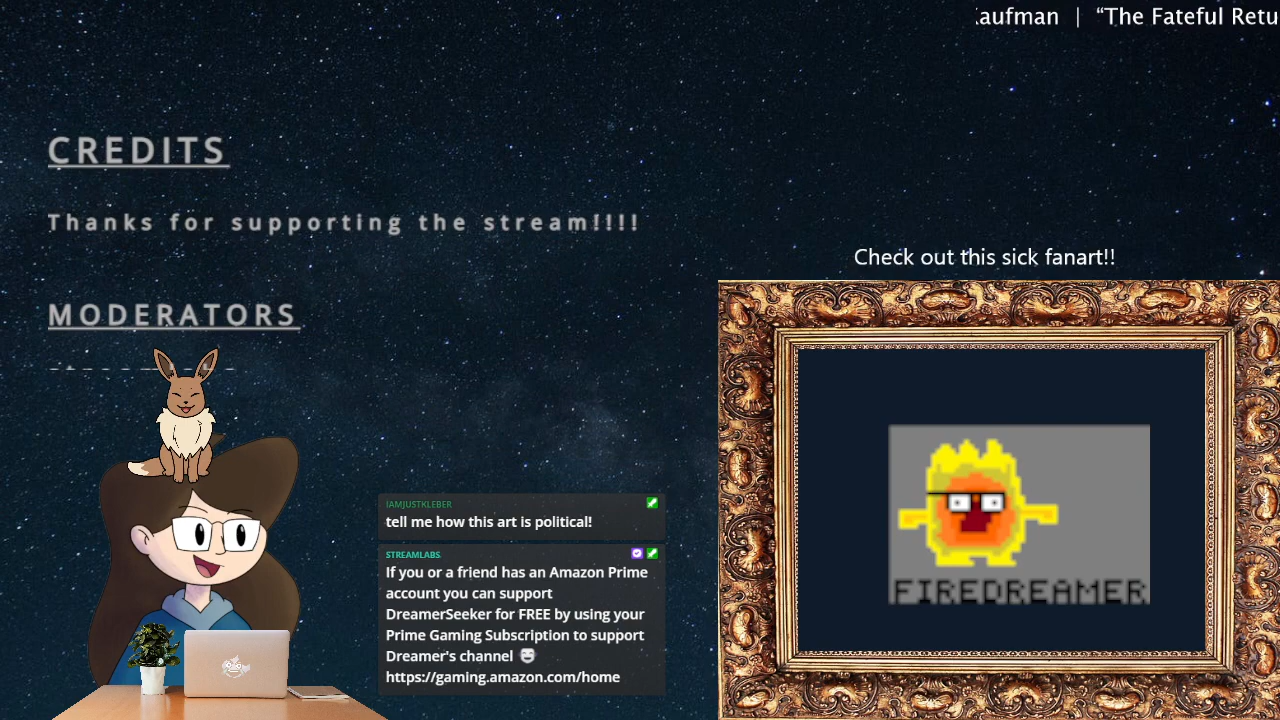 aufman | “The Fateful Retu
CREDITS
Thanks for supporting the stream!!!!
MODERATORS
Check out this sick fanart!!
IAMJUSTKLEBER
tell me how this art is political!
STREAMLABS
If you or a friend has an Amazon Prime
account you can support
DreamerSeeker for FREE by using your
Prime Gaming Subscription to support
Dreamer's channel
https://gaming.amazon.com/home
FIREDREAMER